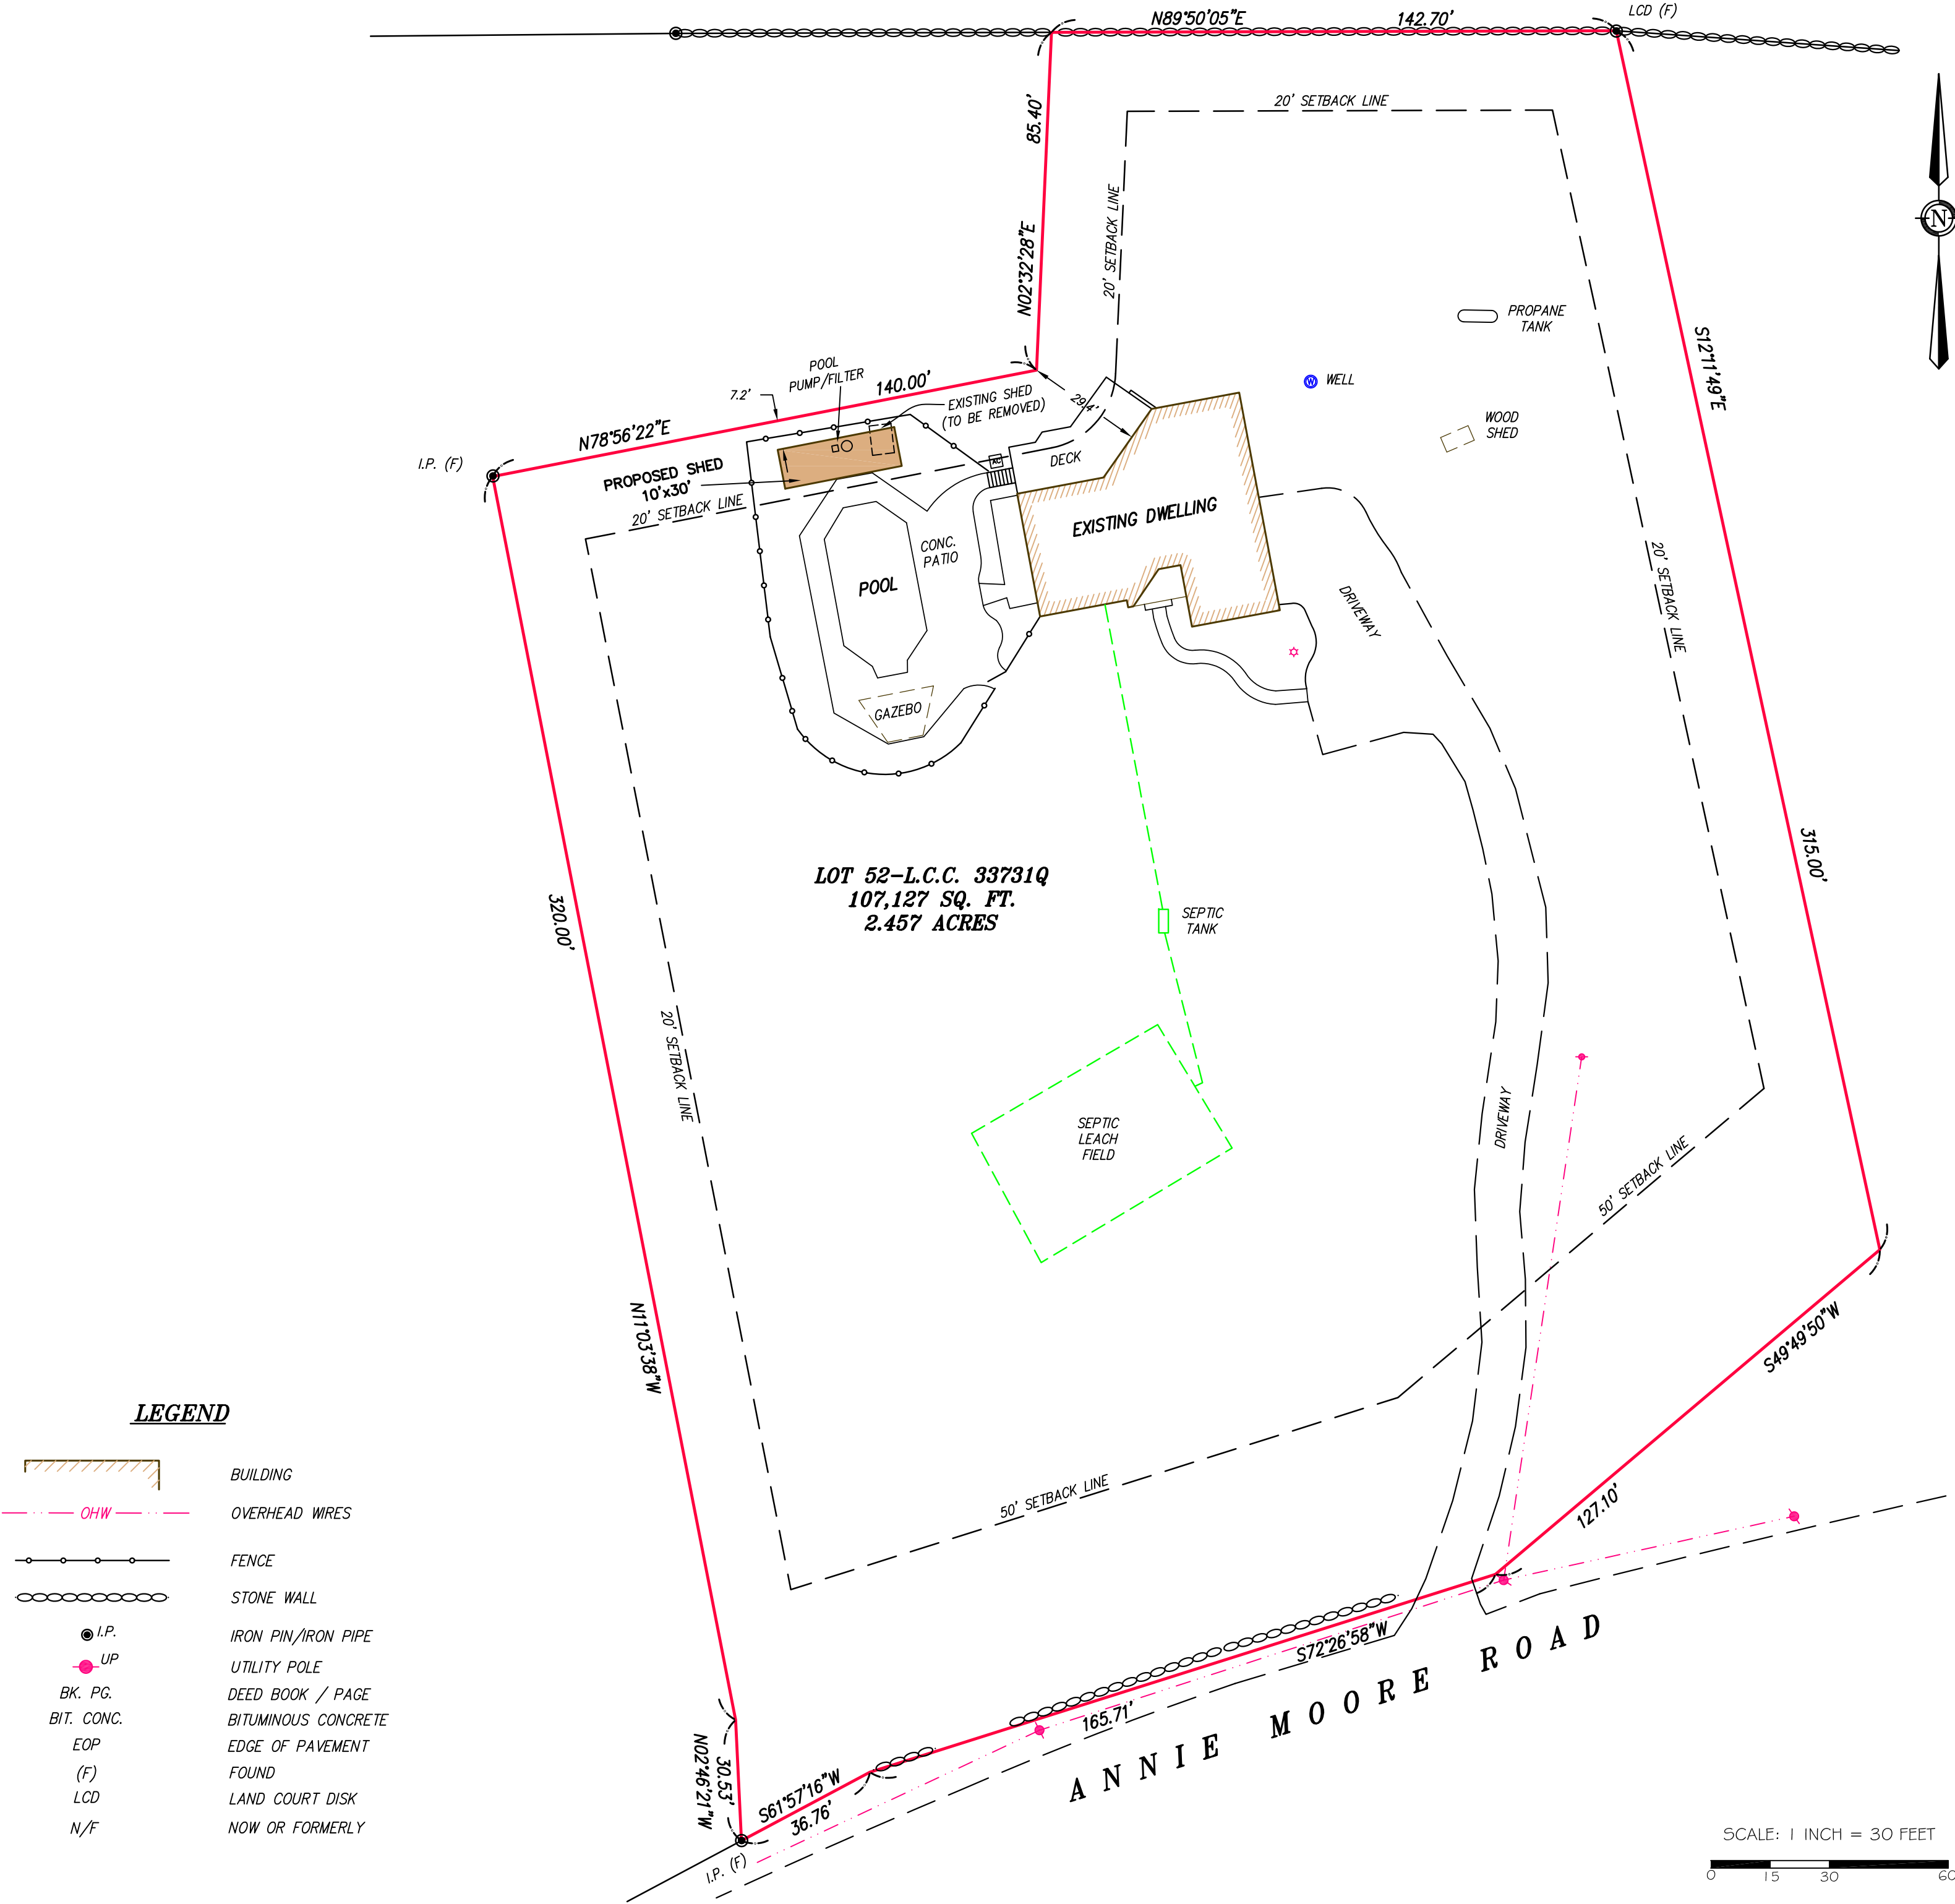 N89°50'05"E
142.70'
LCD (F)
20' SETBACK LINE
85.40'
N02°32'28"E
20' SETBACK LINE
N
PROPANE
TANK
S12°11'49"E
POOL
PUMP/FILTER
7.2'
140.00'
EXISTING SHED
(TO BE REMOVED)
29.4'
W
WELL
WOOD
SHED
N78°56'22"E
I.P. (F)
PROPOSED SHED
10'x30'
20' SETBACK LINE
AC
DECK
EXISTING DWELLING
CONC.
PATIO
POOL
DRIVEWAY
20' SETBACK LINE
GAZEBO
LOT 52-L.C.C. 33731Q
107,127 SQ. FT.
2.457 ACRES
320.00'
315.00'
SEPTIC
TANK
20' SETBACK LINE
SEPTIC
LEACH
FIELD
DRIVEWAY
50' SETBACK LINE
N11°03'38"W
S49°49'50"W
50' SETBACK LINE
127.10'
S72°26'58"W
165.71'
ANNIE MOORE ROAD
N02°46'21"W
30.53'
S61°57'16"W
36.76'
I.P. (F)
LEGEND
BUILDING
OHW OVERHEAD WIRES
FENCE
STONE WALL
I.P. IRON PIN/IRON PIPE
UP UTILITY POLE
BK. PG. DEED BOOK / PAGE
BIT. CONC. BITUMINOUS CONCRETE
EOP EDGE OF PAVEMENT
(F) FOUND
LCD LAND COURT DISK
N/F NOW OR FORMERLY
SCALE: 1 INCH = 30 FEET
0 15 30 60